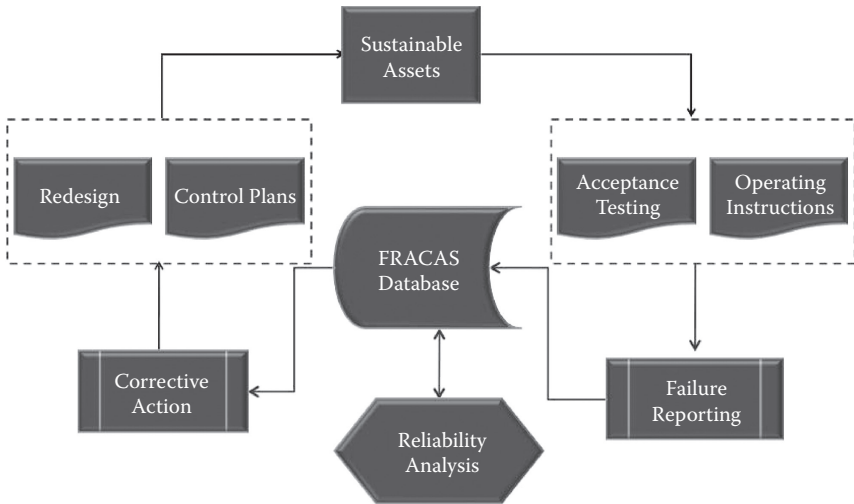 Sustainable
Assets
Redesign
Control Plans
Acceptance
Testing
Operating
Instructions
FRACAS
Database
Corrective
Action
Failure
Reporting
Reliability
Analysis